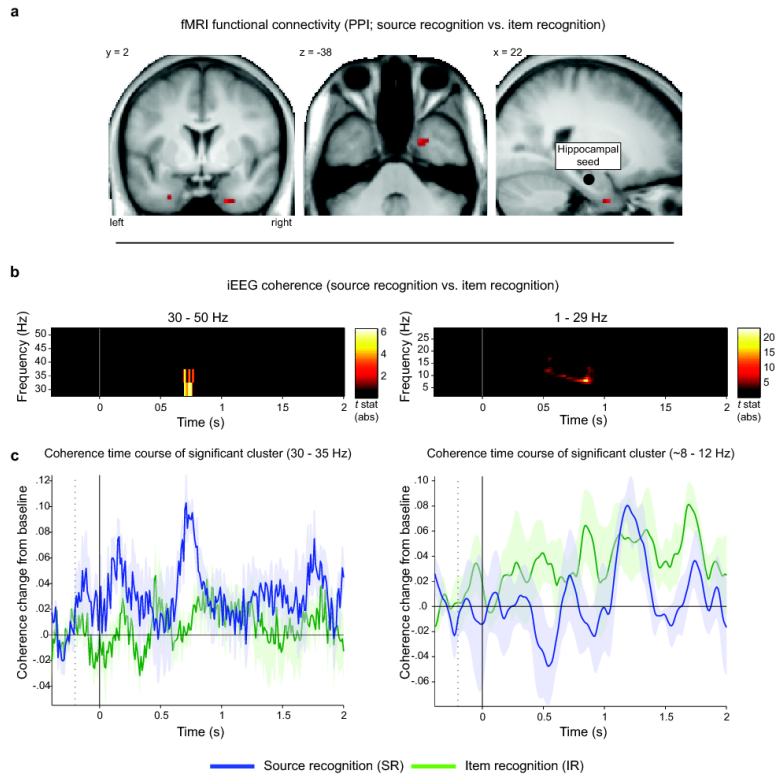 a
fMRI functional connectivity (PPI; source recognition vs. item recognition)
y = 2
z = -38
x = 22
Hippocampal
seed
left
right
b
iEEG coherence (source recognition vs. item recognition)
30 - 50 Hz
1 - 29 Hz
Frequency (Hz)
50
45
40
35
30
0
05
1
1.5
2
Time (s)
6
4
2
t stat
(abs)
Frequency (Hz)
25
20
15
10
5
0
0.5
1
1.5
2
Time (s)
20
15
10
5
t stat
(abs)
c
Coherence time course of significant cluster (30 - 35 Hz)
Coherence time course of significant cluster (~8 - 12 Hz)
Coherence change from baseline
.12
.10
.08
.06
.04
.02
.0
-.02
-.04
0
0.5
1
1.5
2
Time (s)
Coherence change from baseline
.10
.08
.06
.04
.02
.0
-.02
-.04
-.06
0
0.5
1
1.5
2
Time (s)
Source recognition (SR)
Item recognition (IR)